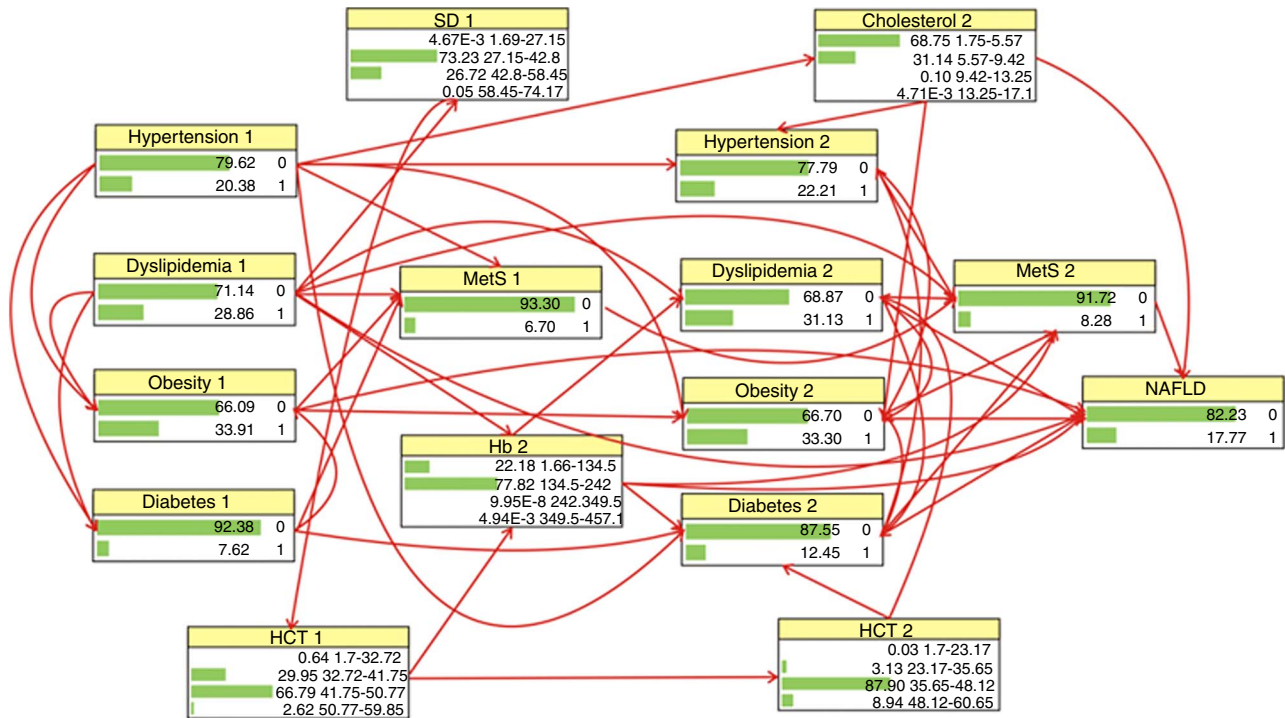 SD 1
4.67E-3 1.69-27.15
73.23 27.15-42.8
26.72 42.8-58.45
0.05 58.45-74.17
Cholesterol 2
68.75 1.75-5.57
31.14 5.57-9.42
0.10 9.42-13.25
4.71E-3 13.25-17.1
Hypertension 1
79.62 0
20.38 1
Hypertension 2
77.79 0
22.21 1
Dyslipidemia 1
71.14 0
28.86 1
MetS 1
93.30 0
6.70 1
Dyslipidemia 2
68.87 0
31.13 1
MetS 2
91.72 0
8.28 1
Obesity 1
66.09 0
33.91 1
Obesity 2
66.70 0
33.30 1
NAFLD
82.23 0
17.77 1
Hb 2
22.18 1.66-134.5
77.82 134.5-242
9.95E-8 242.349.5
4.94E-3 349.5-457.1
Diabetes 1
92.38 0
7.62 1
Diabetes 2
87.55 0
12.45 1
HCT 1
0.64 1.7-32.72
29.95 32.72-41.75
66.79 41.75-50.77
2.62 50.77-59.85
HCT 2
0.03 1.7-23.17
3.13 23.17-35.65
87.90 35.65-48.12
8.94 48.12-60.65